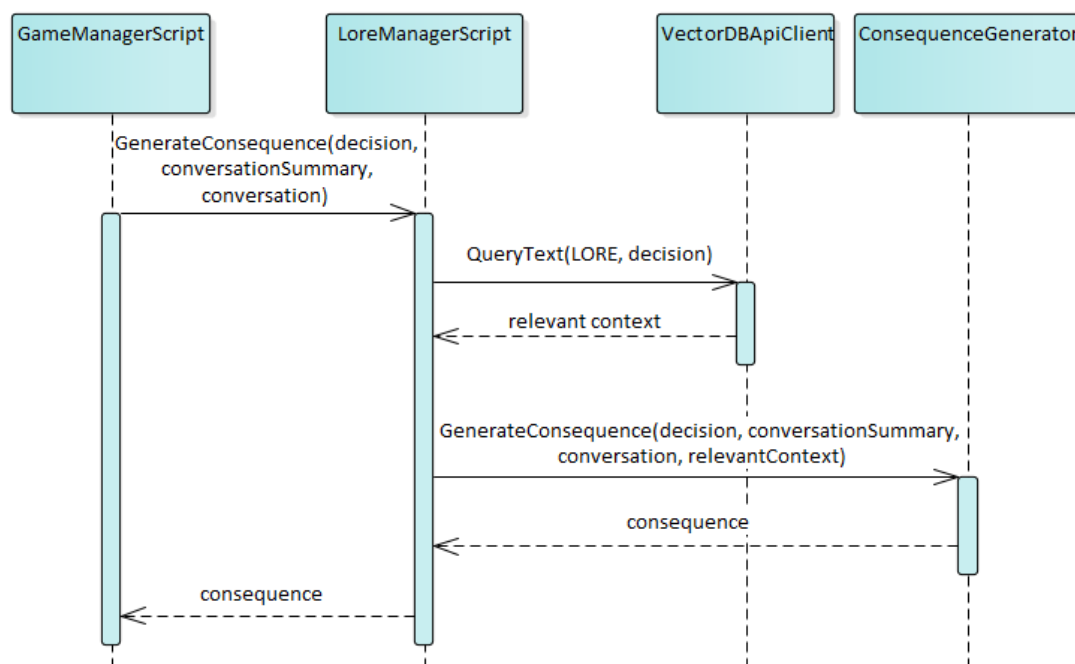 GameManagerScript
LoreManagerScript
VectorDBApiClient
ConsequenceGenerator
GenerateConsequence(decision,
conversationSummary,
conversation)
QueryText(LORE, decision)
relevant context
GenerateConsequence(decision, conversationSummary,
conversation, relevantContext)
consequence
consequence